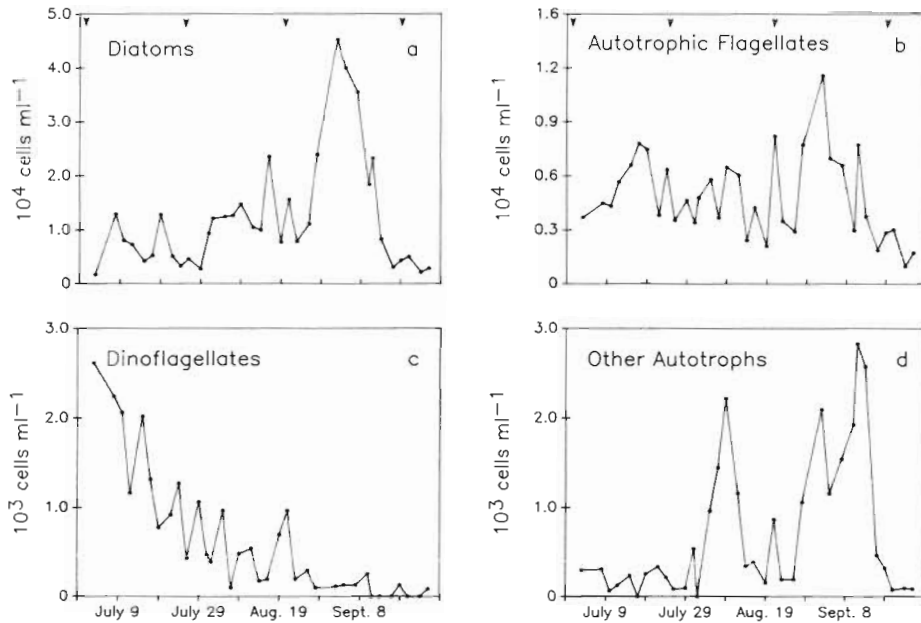 Diatoms a
10⁴ cells ml⁻¹
5.0
4.0
3.0
2.0
1.0
0
Autotrophic Flagellates b
10⁴ cells ml⁻¹
1.6
1.2
0.9
0.6
0.3
0
Dinoflagellates c
10³ cells ml⁻¹
3.0
2.0
1.0
0
July 9 July 29 Aug. 19 Sept. 8
Other Autotrophs d
10³ cells ml⁻¹
3.0
2.0
1.0
0
July 9 July 29 Aug. 19 Sept. 8